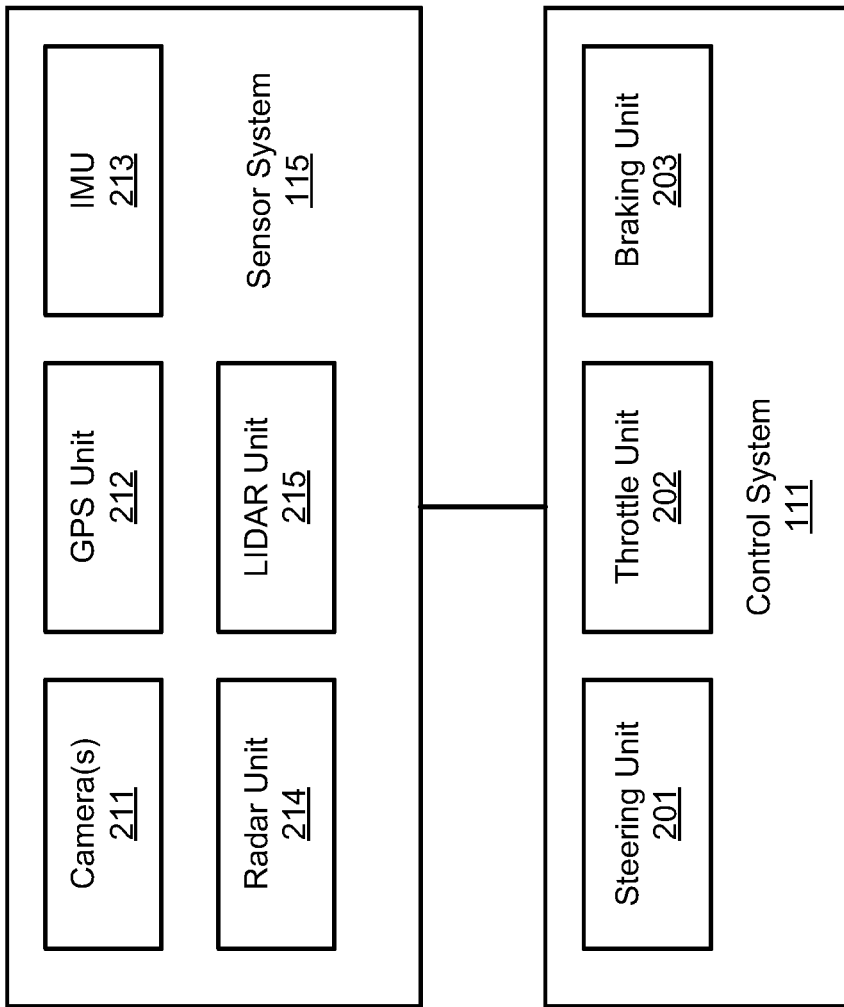 Camera(s)
211
GPS Unit
212
IMU
213
Radar Unit
214
LIDAR Unit
215
Sensor System
115
Steering Unit
201
Throttle Unit
202
Braking Unit
203
Control System
111